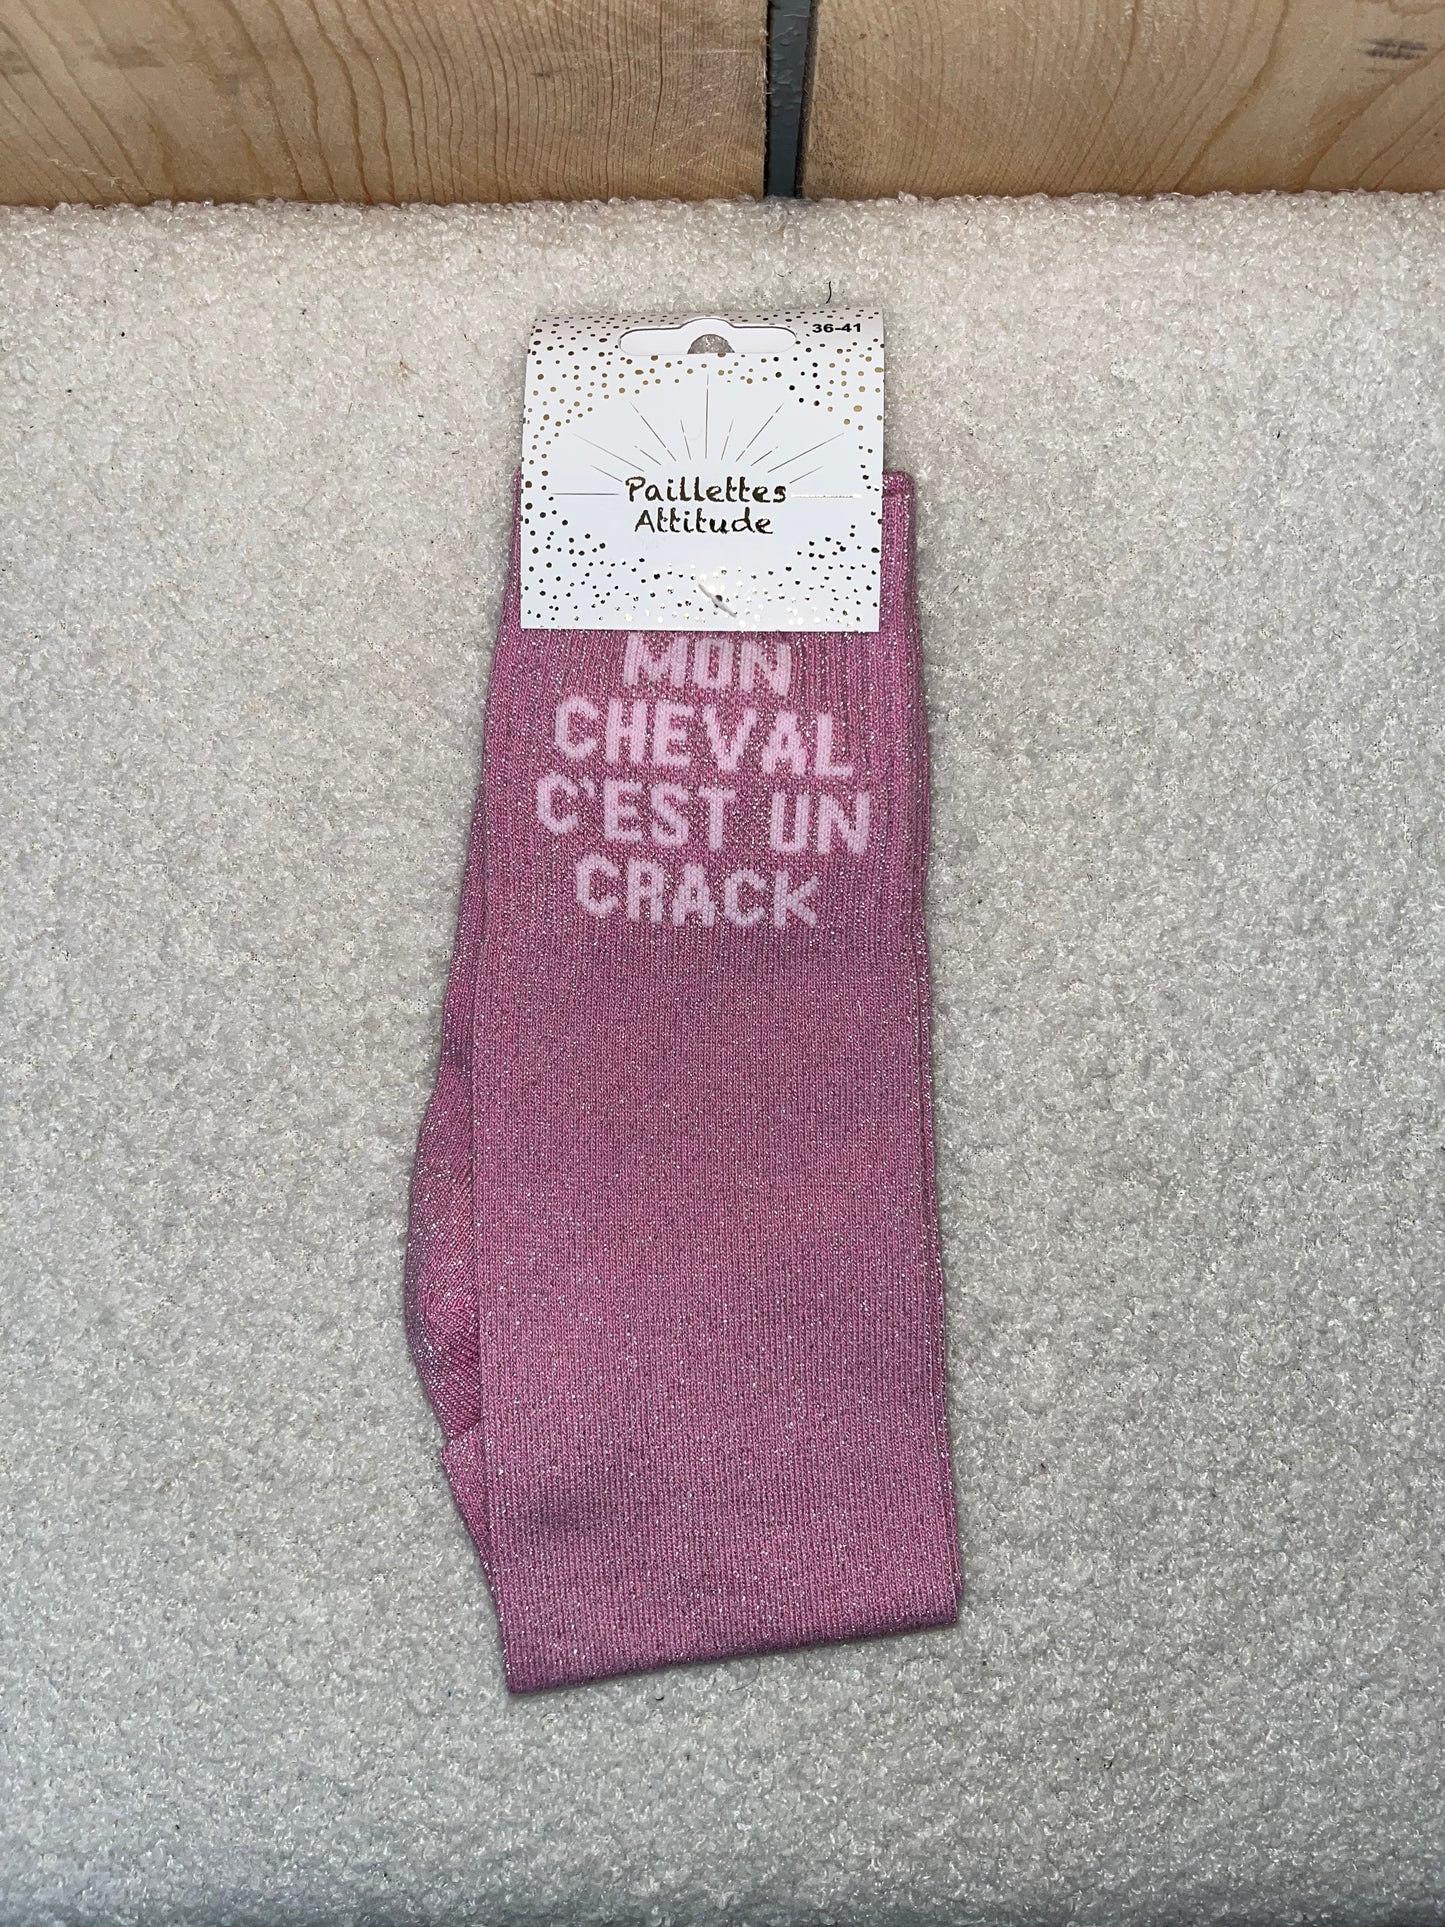 36-41
Paillettes
Attitude
MON
CHEVAL
C'EST UN
CRACK